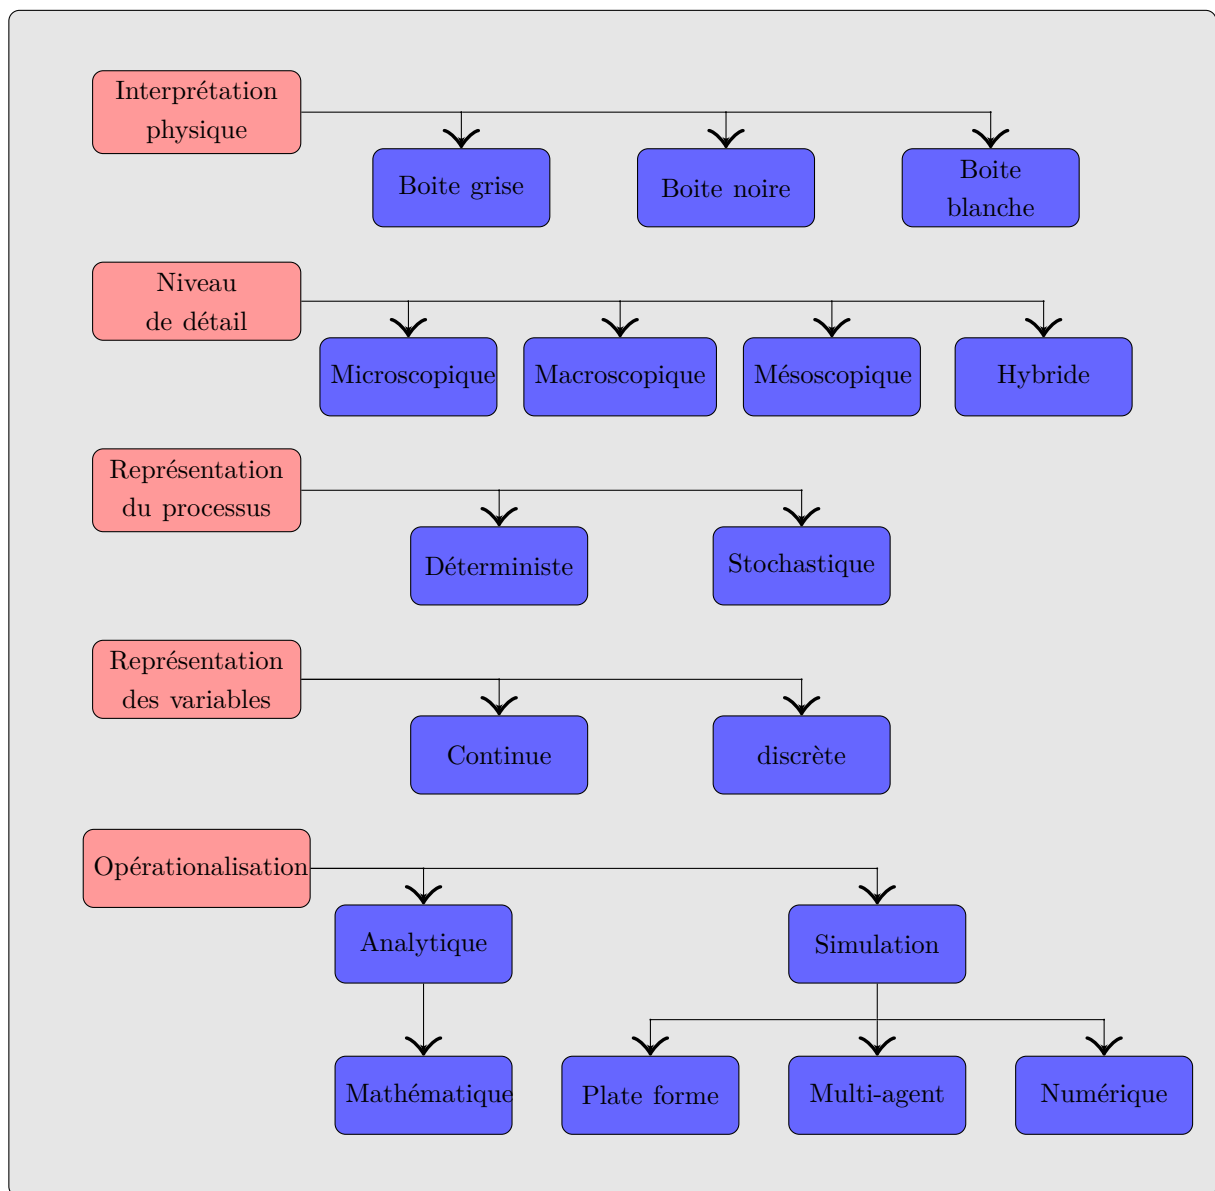 Interprétation
physique
Boite grise
Boite noire
Boite
blanche
Niveau
de détail
Microscopique
Macroscopique
Mésoscopique
Hybride
Représentation
du processus
Déterministe
Stochastique
Représentation
des variables
Continue
discrète
Opérationalisation
Analytique
Simulation
Mathématique
Plate forme
Multi-agent
Numérique